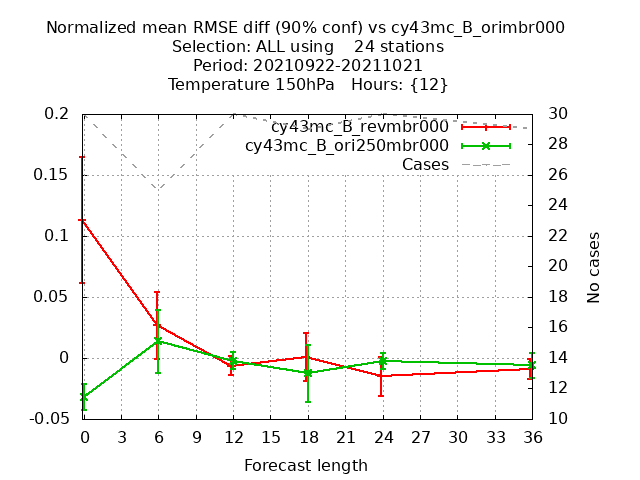 Normalized mean RMSE diff (90% conf) vs cy43mc_B_orimbr000
Selection: ALL using 24 stations
Period: 20210922-20211021
Temperature 150hPa Hours: {12}
0.2
0.15
0.1
0.05
0
-0.05
cy43mc_B_revmbr000
cy43mc_B_ori250mbr000
Cases
30
28
26
24
22
20
18
16
14
12
10
No cases
0 3 6 9 12 15 18 21 24 27 30 33 36
Forecast length